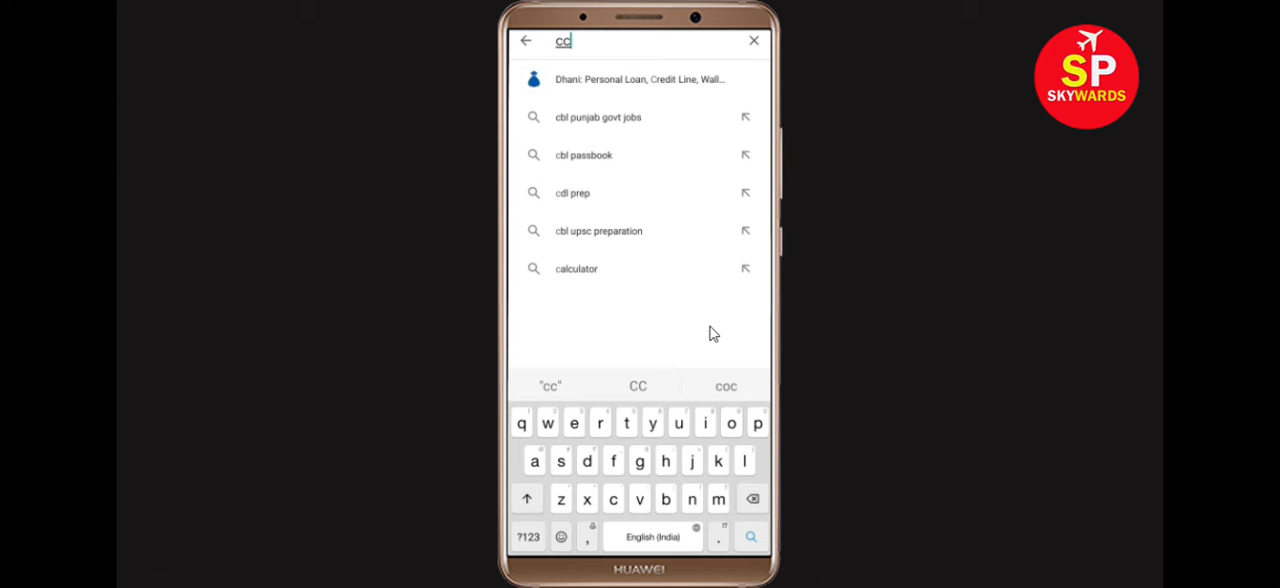 cc
SP
SKYWARDS
Dhani: Personal Loan, Credit Line, Wall...
cbl punjab govt jobs
cbl passbook
cdl prep
cbl upsc preparation
calculator
"cc" CC coc
q w e r t y u i o p
a s d f g h j k l
z x c v b n m
?123 , English (India) .
HUAWEI